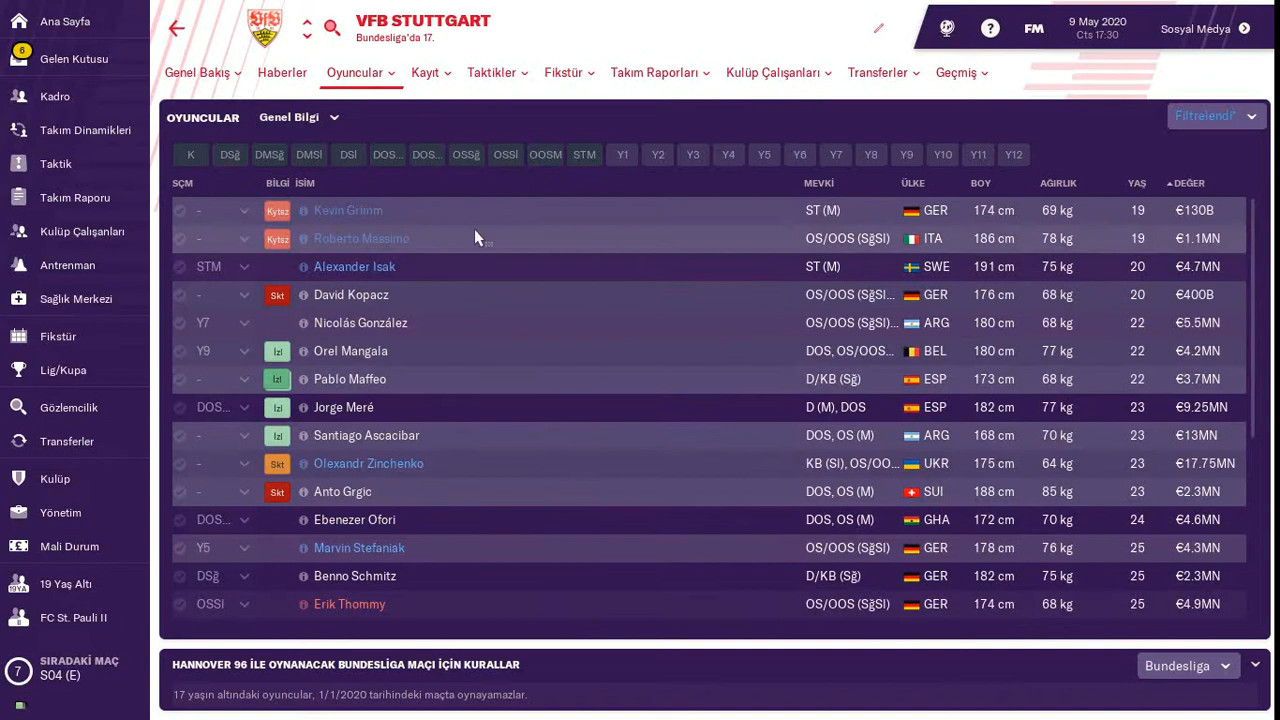 Ana Sayfa
6
Gelen Kutusu
Kadro
Takım Dinamikleri
Taktik
Takım Raporu
Kulüp Çalışanları
Antrenman
Sağlık Merkezi
Fikstür
Lig/Kupa
Gözlemcilik
Transferler
Kulüp
Yönetim
Mali Durum
19YA
19 Yaş Altı
FC St. Pauli II
7
SIRADAKİ MAÇ
S04 (E)
VFB STUTTGART
Bundesliga'da 17.
?
FM
9 May 2020
Cts 17:30
Sosyal Medya
Genel Bakış Haberler Oyuncular Kayıt Taktikler Fikstür Takım Raporları Kulüp Çalışanları Transferler Geçmiş
OYUNCULAR Genel Bilgi Filtrelendi*
K DSğ DMSğ DMSl DSl DOS... DOS.. OSSğ OSSl OOSM STM Y1 Y2 Y3 Y4 Y5 Y6 Y7 Y8 Y9 Y10 Y11 Y12
SÇM BİLGİ İSİM MEVKİ ÜLKE BOY AĞIRLIK YAŞ DEĞER
- Kytsz Kevin Grimm ST (M) GER 174 cm 69 kg 19 €130B
- Kytsz Roberto Massimo OS/OOS (SğSl) ITA 186 cm 78 kg 19 €1.1MN
STM Alexander Isak ST (M) SWE 191 cm 75 kg 20 €4.7MN
- Skt David Kopacz OS/OOS (SğSl... GER 176 cm 68 kg 20 €400B
Y7 Nicolás González OS/OOS (SğSl)... ARG 180 cm 68 kg 22 €5.5MN
Y9 İzl Orel Mangala DOS, OS/OOS... BEL 180 cm 77 kg 22 €4.2MN
- İzl Pablo Maffeo D/KB (Sğ) ESP 173 cm 68 kg 22 €3.7MN
DOS... İzl Jorge Meré D (M), DOS ESP 182 cm 77 kg 23 €9.25MN
- İzl Santiago Ascacibar DOS, OS (M) ARG 168 cm 70 kg 23 €13MN
- Skt Olexandr Zinchenko KB (Sl), OS/OO... UKR 175 cm 64 kg 23 €17.75MN
- Skt Anto Grgic DOS, OS (M) SUI 188 cm 85 kg 23 €2.3MN
DOS... Ebenezer Ofori DOS, OS (M) GHA 172 cm 70 kg 24 €4.6MN
Y5 Marvin Stefaniak OS/OOS (SğSl) GER 178 cm 76 kg 25 €4.3MN
DSğ Benno Schmitz D/KB (Sğ) GER 182 cm 75 kg 25 €2.3MN
OSSl Erik Thommy OS/OOS (SğSl) GER 174 cm 68 kg 25 €4.9MN
HANNOVER 96 İLE OYNANACAK BUNDESLİGA MAÇI İÇİN KURALLAR Bundesliga
17 yaşın altındaki oyuncular, 1/1/2020 tarihindeki maçta oynayamazlar.